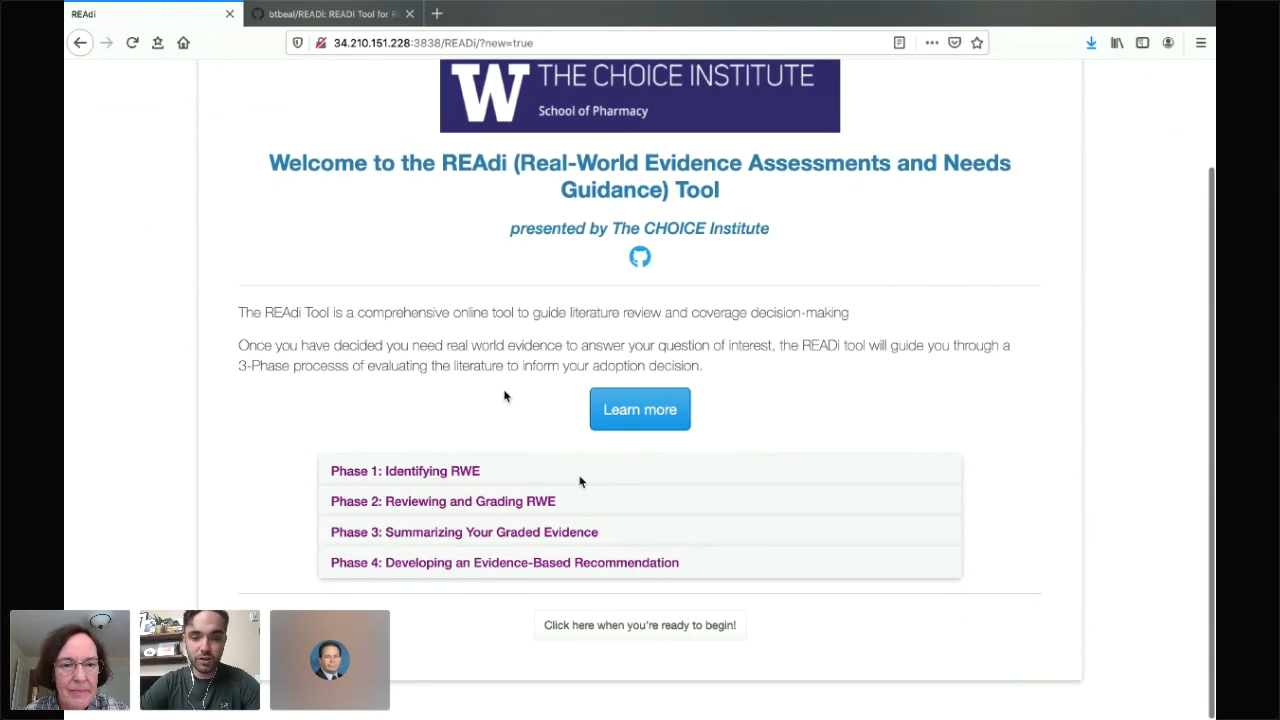 REAdi
btbeal/READi: READi Tool for R
34.210.151.228:3838/READi/?new=true
W THE CHOICE INSTITUTE
School of Pharmacy
Welcome to the REAdi (Real-World Evidence Assessments and Needs
Guidance) Tool
presented by The CHOICE Institute
The REAdi Tool is a comprehensive online tool to guide literature review and coverage decision-making
Once you have decided you need real world evidence to answer your question of interest, the READi tool will guide you through a
3-Phase processs of evaluating the literature to inform your adoption decision.
Learn more
Phase 1: Identifying RWE
Phase 2: Reviewing and Grading RWE
Phase 3: Summarizing Your Graded Evidence
Phase 4: Developing an Evidence-Based Recommendation
Click here when you're ready to begin!